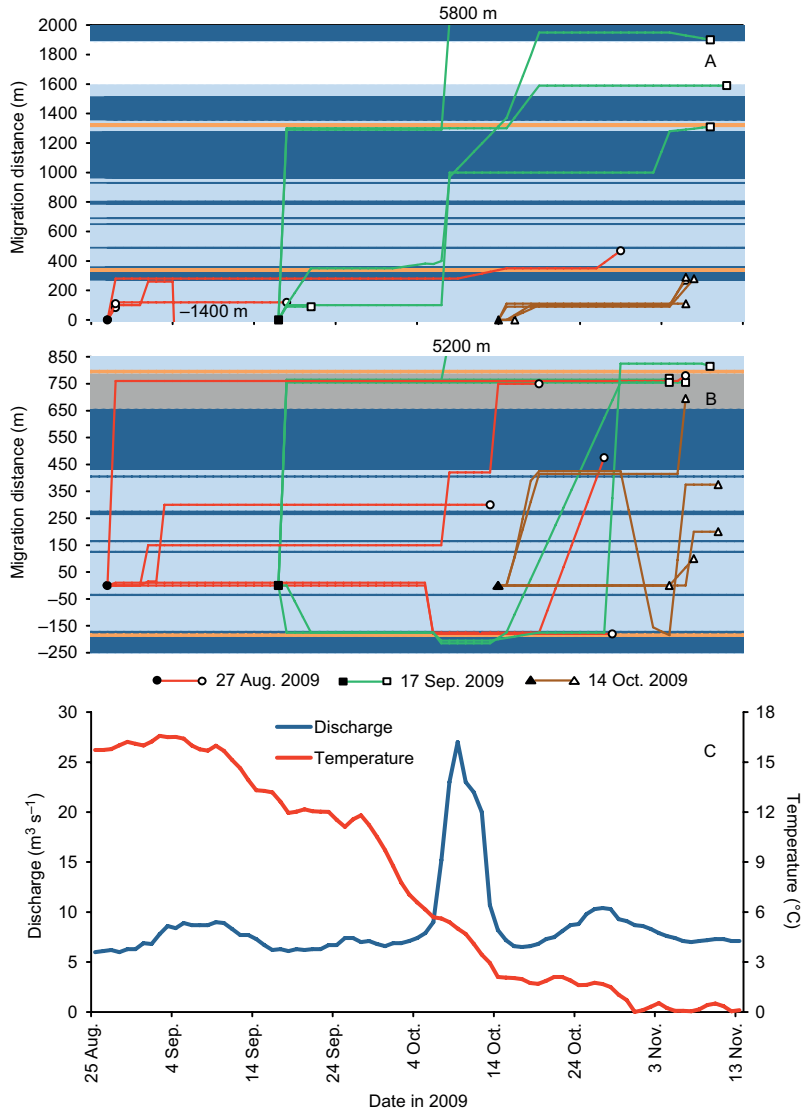 5800 m
2000
1800
1600
1400
1200
1000
800
600
400
200
0
Migration distance (m)
A
–1400 m
5200 m
850
750
650
550
450
350
250
150
50
–50
–150
–250
Migration distance (m)
B
27 Aug. 2009
17 Sep. 2009
14 Oct. 2009
30
25
20
15
10
5
0
Discharge (m³ s⁻¹)
Discharge
Temperature
C
18
15
12
9
6
3
0
Temperature (°C)
25 Aug.
4 Sep.
14 Sep.
24 Sep.
4 Oct.
14 Oct.
24 Oct.
3 Nov.
13 Nov.
Date in 2009